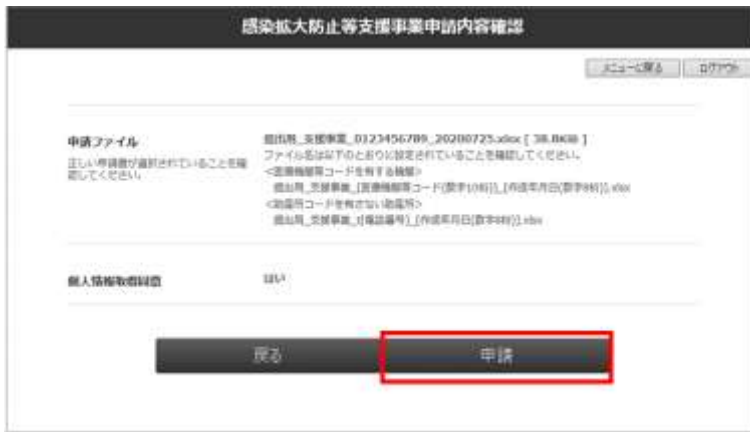 感染拡大防止等支援事業申請内容確認
メニューに戻る
ログアウト
申請ファイル
正しい申請書が選択されていることを確
認してください。
提出用_支援事業_0123456789_20200725.xlsx [ 38.8KiB ]
ファイル名は以下のとおりに設定されていることを確認してください。
<医療機関等コードを有する機関>
提出用_支援事業_[医療機関等コード(数字10桁)]_[作成年月日(数字8桁)].xlsx
<助産所コードを有さない助産所>
提出用_支援事業_t[電話番号]_[作成年月日(数字8桁)].xlsx
個人情報取得同意
はい
戻る
申請